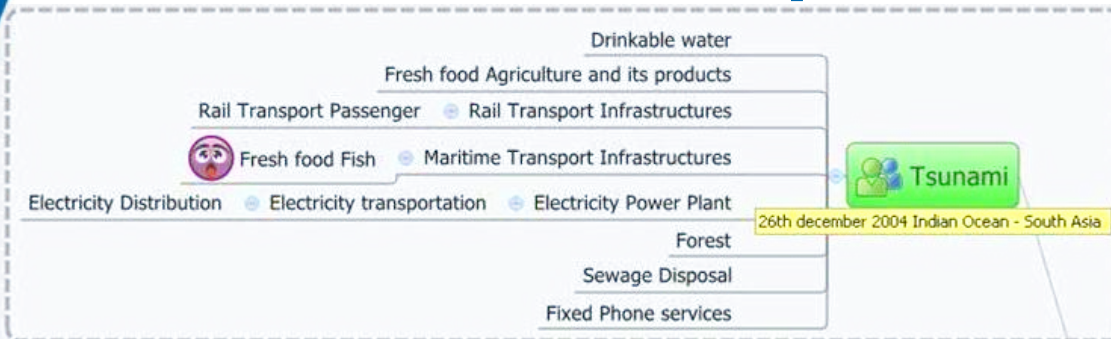 Drinkable water
Fresh food Agriculture and its products
Rail Transport Passenger Rail Transport Infrastructures
Fresh food Fish Maritime Transport Infrastructures
Tsunami
Electricity Distribution Electricity transportation Electricity Power Plant
26th december 2004 Indian Ocean - South Asia
Forest
Sewage Disposal
Fixed Phone services